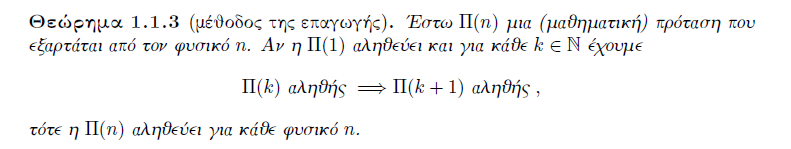 Θεώρημα 1.1.3 (μέθοδος της επαγωγής). Έστω Π(n) μια (μαθηματική) πρόταση που
εξαρτάται από τον φυσικό n. Αν η Π(1) αληθεύει και για κάθε k ∈ ℕ έχουμε
Π(k) αληθής ⟹ Π(k + 1) αληθής ,
τότε η Π(n) αληθεύει για κάθε φυσικό n.